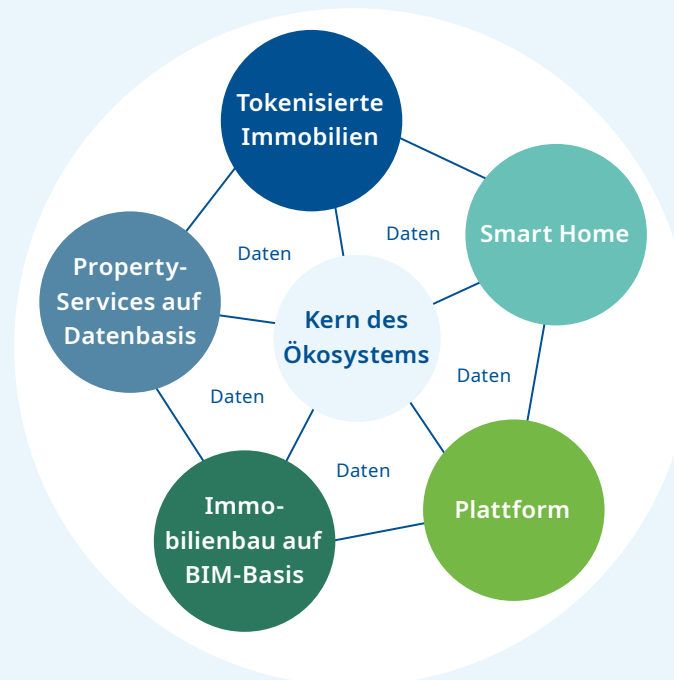 Tokenisierte
Immobilien
Daten
Smart Home
Daten
Property-
Services auf
Datenbasis
Kern des
Ökosystems
Daten
Daten
Daten
Immo-
bilienbau auf
BIM-Basis
Plattform